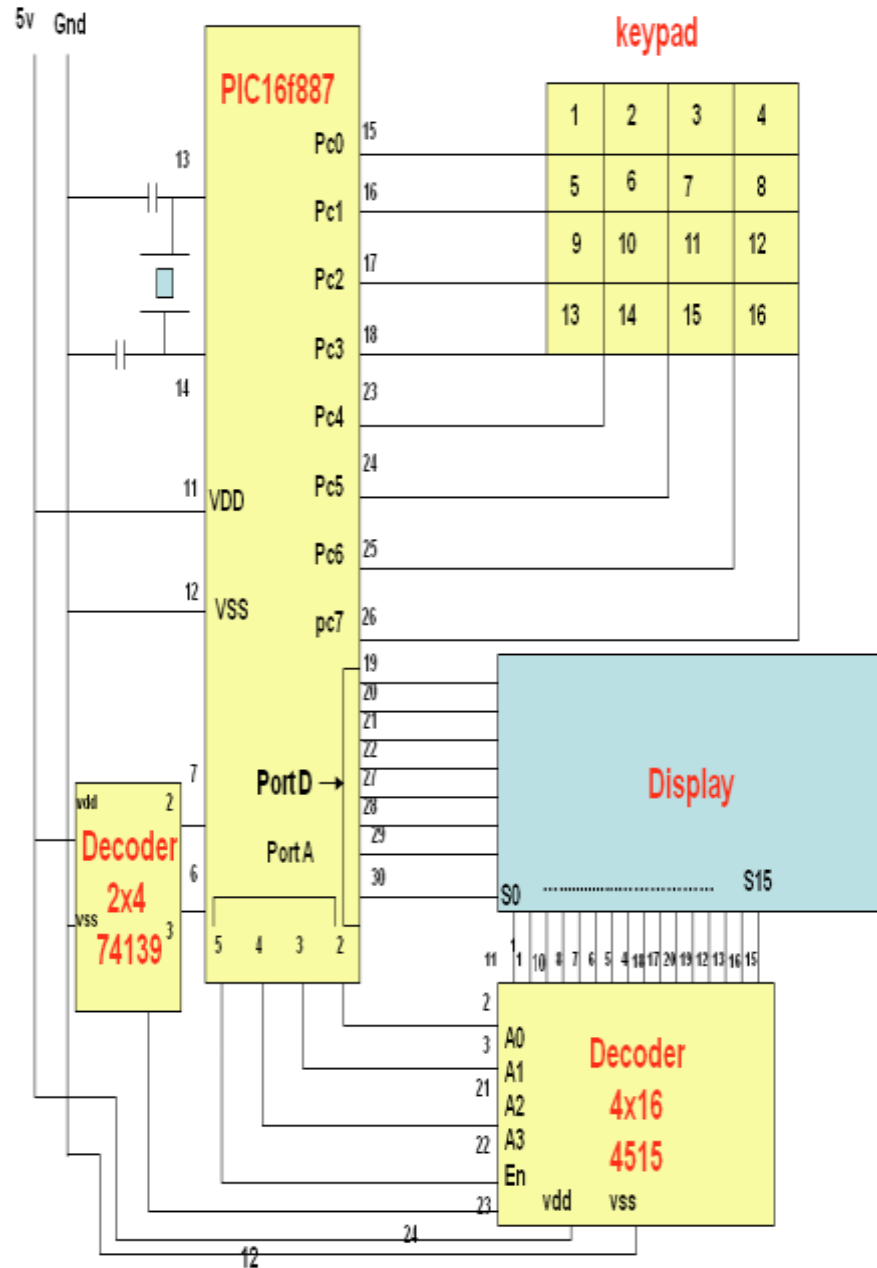 5v Gnd
keypad
PIC16f887
1 2 3 4
5 6 7 8
9 10 11 12
13 14 15 16
13
14
11 VDD
12 VSS
Pc0 15
Pc1 16
Pc2 17
Pc3 18
Pc4 23
Pc5 24
Pc6 25
pc7 26
19
20
21
22
27
28
29
30
Port D →
Port A
7
6
5 4 3 2
vdd 2
Decoder
2x4
vss 3
74139
Display
S0 ........................................ S15
11 1 1 10 8 7 6 5 4 18 17 20 19 12 13 16 15
2
3
21
22
23
A0
A1
A2
A3
En
Decoder
4x16
4515
vdd vss
24
12